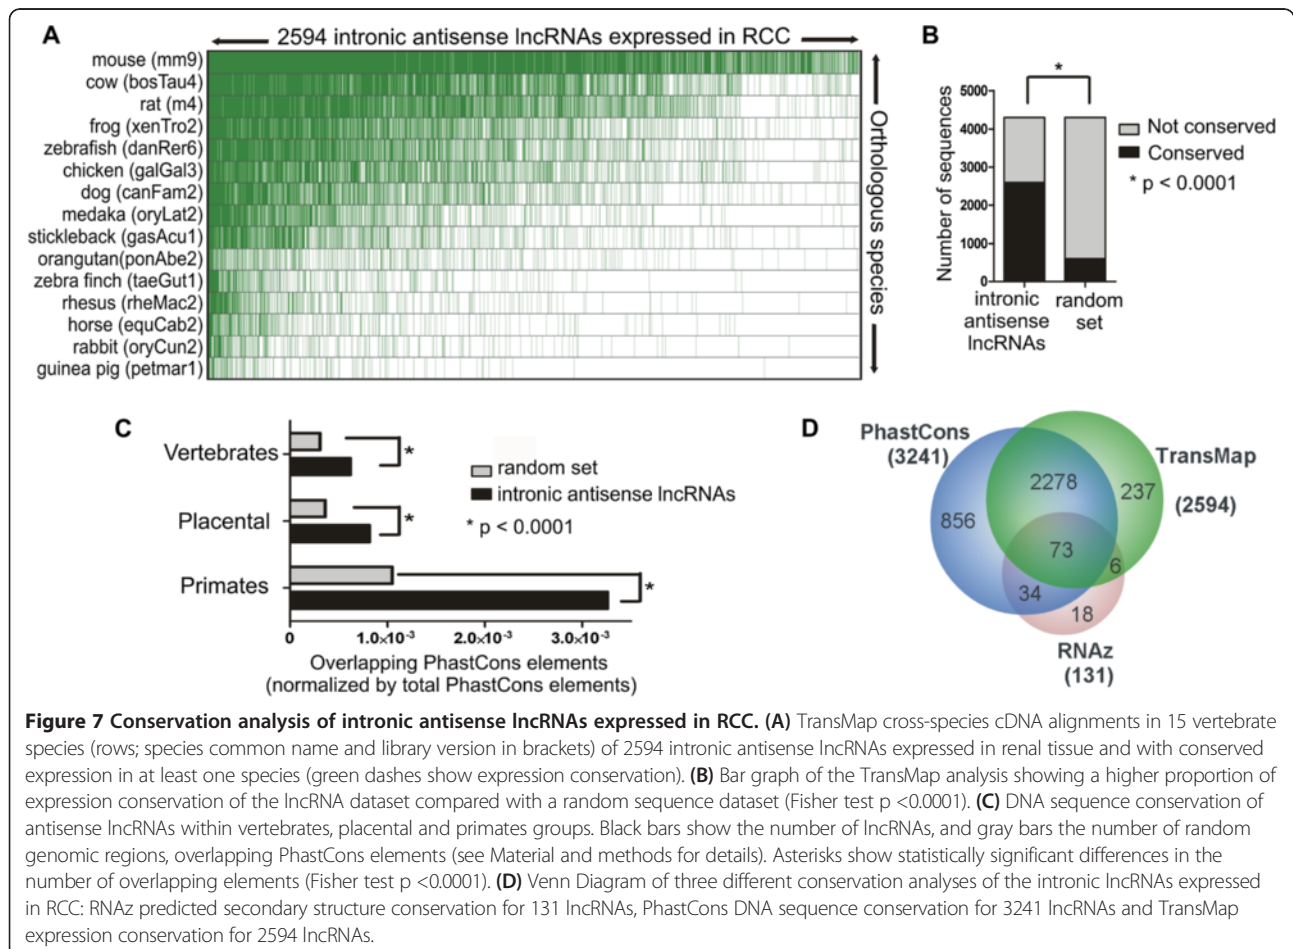 A
2594 intronic antisense lncRNAs expressed in RCC
mouse (mm9)
cow (bosTau4)
rat (m4)
frog (xenTro2)
zebrafish (danRer6)
chicken (galGal3)
dog (canFam2)
medaka (oryLat2)
stickleback (gasAcu1)
orangutan(ponAbe2)
zebra finch (taeGut1)
rhesus (rheMac2)
horse (equCab2)
rabbit (oryCun2)
guinea pig (petmar1)
Orthologous species
B
*
Number of sequences
5000
4000
3000
2000
1000
0
intronic
antisense
lncRNAs
random
set
Not conserved
Conserved
* p < 0.0001
C
Vertebrates
Placental
Primates
*
*
*
random set
intronic antisense lncRNAs
* p < 0.0001
0
1.0×10⁻³
2.0×10⁻³
3.0×10⁻³
Overlapping PhastCons elements
(normalized by total PhastCons elements)
D
PhastCons
(3241)
TransMap
(2594)
2278
237
856
73
6
34
18
RNAz
(131)
Figure 7 Conservation analysis of intronic antisense lncRNAs expressed in RCC. (A) TransMap cross-species cDNA alignments in 15 vertebrate
species (rows; species common name and library version in brackets) of 2594 intronic antisense lncRNAs expressed in renal tissue and with conserved
expression in at least one species (green dashes show expression conservation). (B) Bar graph of the TransMap analysis showing a higher proportion of
expression conservation of the lncRNA dataset compared with a random sequence dataset (Fisher test p <0.0001). (C) DNA sequence conservation of
antisense lncRNAs within vertebrates, placental and primates groups. Black bars show the number of lncRNAs, and gray bars the number of random
genomic regions, overlapping PhastCons elements (see Material and methods for details). Asterisks show statistically significant differences in the
number of overlapping elements (Fisher test p <0.0001). (D) Venn Diagram of three different conservation analyses of the intronic lncRNAs expressed
in RCC: RNAz predicted secondary structure conservation for 131 lncRNAs, PhastCons DNA sequence conservation for 3241 lncRNAs and TransMap
expression conservation for 2594 lncRNAs.